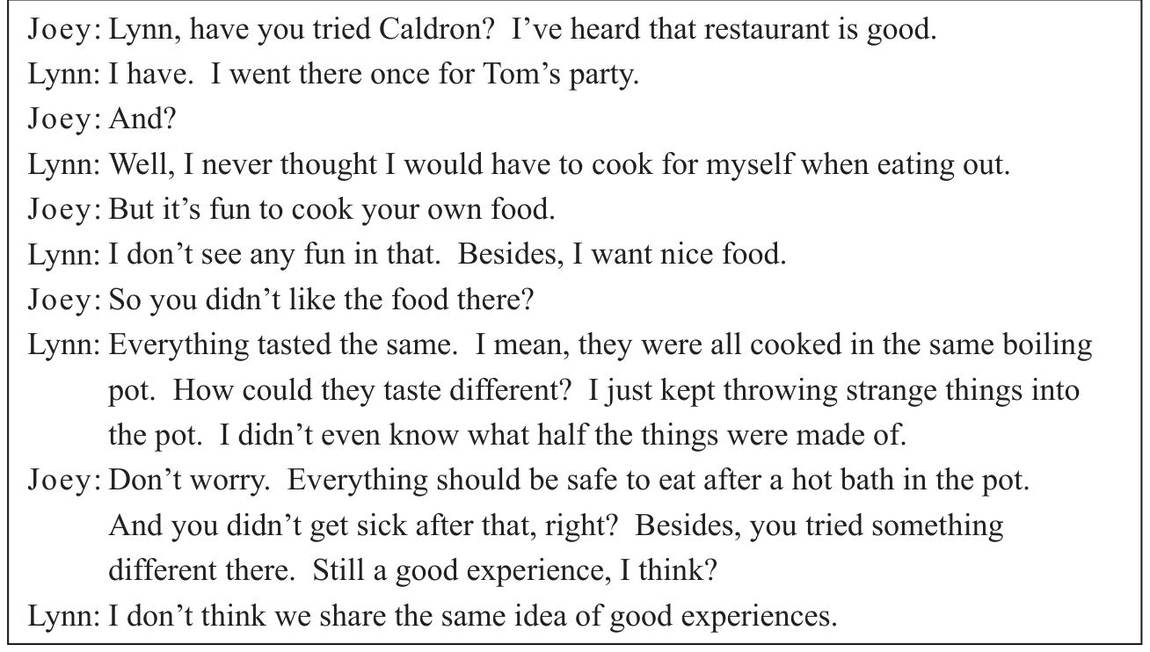 Joey: Lynn, have you tried Caldron? I’ve heard that restaurant is good.
Lynn: I have. I went there once for Tom’s party.
Joey: And?
Lynn: Well, I never thought I would have to cook for myself when eating out.
Joey: But it’s fun to cook your own food.
Lynn: I don’t see any fun in that. Besides, I want nice food.
Joey: So you didn’t like the food there?
Lynn: Everything tasted the same. I mean, they were all cooked in the same boiling
pot. How could they taste different? I just kept throwing strange things into
the pot. I didn’t even know what half the things were made of.
Joey: Don’t worry. Everything should be safe to eat after a hot bath in the pot.
And you didn’t get sick after that, right? Besides, you tried something
different there. Still a good experience, I think?
Lynn: I don’t think we share the same idea of good experiences.